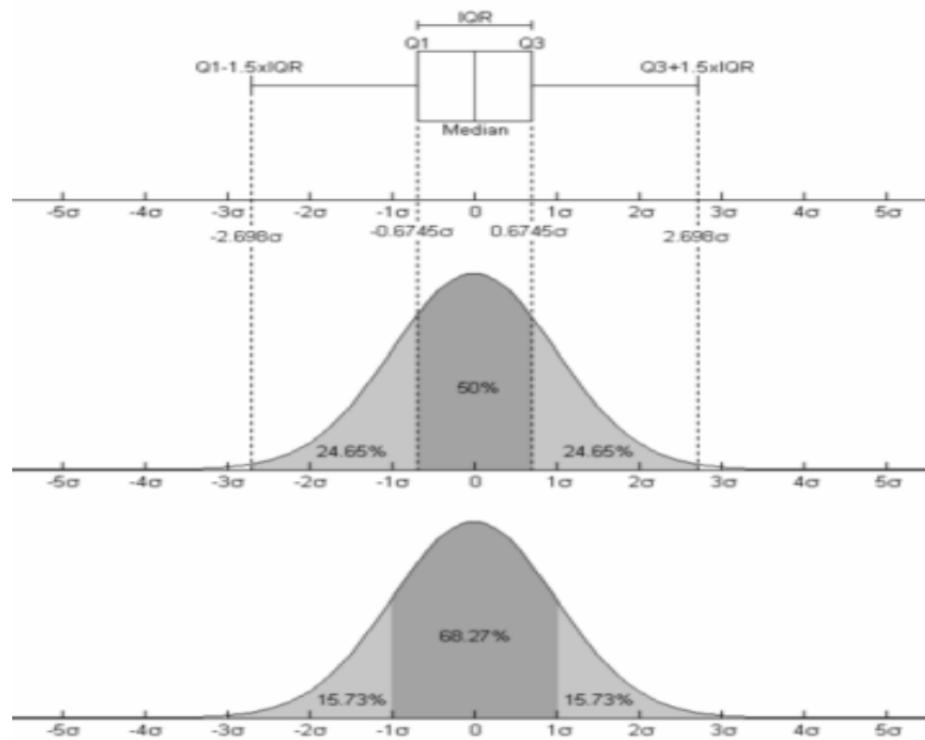 IQR
Q1 Q3
Q1-1.5xIQR Q3+1.5xIQR
Median
-5σ -4σ -3σ -2σ -1σ 0 1σ 2σ 3σ 4σ 5σ
-2.698σ -0.6745σ 0.6745σ 2.698σ
50%
24.65% 24.65%
-5σ -4σ -3σ -2σ -1σ 0 1σ 2σ 3σ 4σ 5σ
68.27%
15.73% 15.73%
-5σ -4σ -3σ -2σ -1σ 0 1σ 2σ 3σ 4σ 5σ